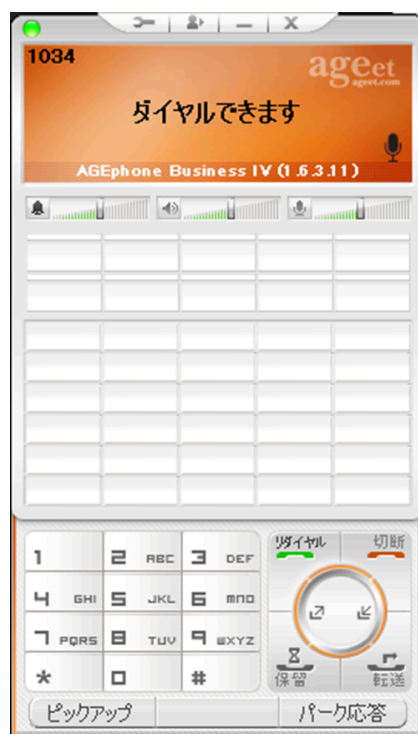 1034
ageet
ageet.com
ダイヤルできます
AGEphone Business IV (1.6.3.11)
リダイヤル 切断
1 2 ABC 3 DEF
4 GHI 5 JKL 6 MNO
7 PQRS 8 TUV 9 WXYZ
* 0 #
保留 転送
ピックアップ パーク応答